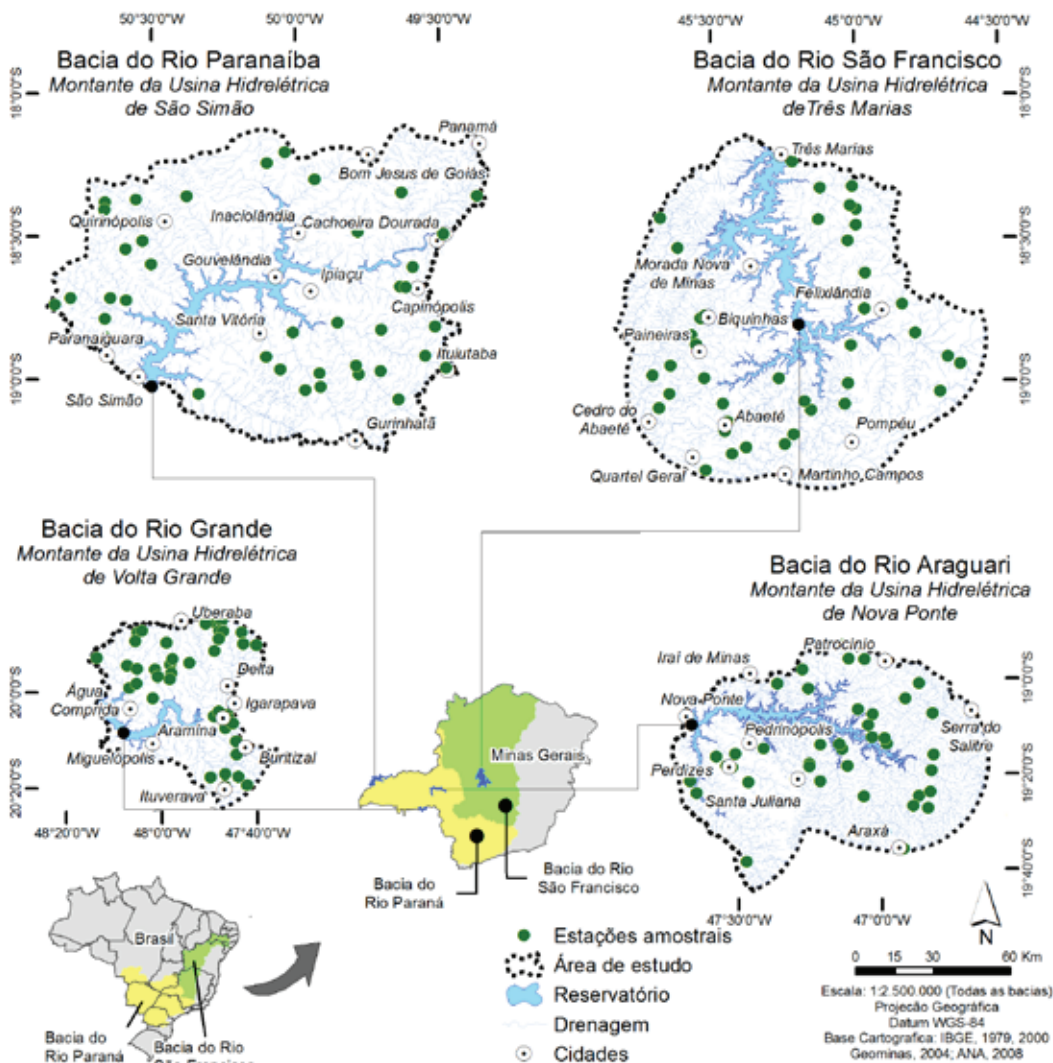 50°30'0"W 50°00'0"W 49°30'0"W
Bacia do Rio Paranaíba
Montante da Usina Hidrelétrica
de São Simão
18°0'0"S
18°30'0"S
19°0'0"S
Panamá
Bom Jesus de Goiás
Quirinópolis
Inaciolândia
Cachoeira Dourada
Gouvelândia
Ipiaçu
Santa Vitória
Capinópolis
Paranaiguara
Ituiutaba
São Simão
Gurinhatã
45°30'0"W 45°0'0"W 44°30'0"W
Bacia do Rio São Francisco
Montante da Usina Hidrelétrica
deTrês Marias
18°0'0"S
18°30'0"S
19°0'0"S
Três Marias
Morada Nova
de Minas
Felixlândia
Biquinhas
Paineiras
Cedro do
Abaeté
Abaeté
Pompéu
Quartel Geral
Martinho Campos
Bacia do Rio Grande
Montante da Usina Hidrelétrica
de Volta Grande
Uberaba
Delta
Água
Comprida
Igarapava
Aramina
Miguelópolis
Buritizal
Ituverava
20°0'0"S
20°20'0"S
48°20'0"W 48°0'0"W 47°40'0"W
Bacia do Rio Araguari
Montante da Usina Hidrelétrica
de Nova Ponte
Patrocínio
Iraí de Minas
Nova Ponte
Pedrinópolis
Serra do
Salitre
Perdizes
Santa Juliana
Araxá
19°0'0"S
19°20'0"S
19°40'0"S
47°30'0"W 47°0'0"W
Minas Gerais
Bacia do
Rio Paraná
Bacia do Rio
São Francisco
Brasil
Bacia do
Rio Paraná
Bacia do Rio
São Francisco
Estações amostrais
Área de estudo
Reservatório
Drenagem
Cidades
N
0 15 30 60 Km
Escala: 1:2.500.000 (Todas as bacias)
Projeção Geográfica
Datum WGS-84
Base Cartografica: IBGE, 1979, 2000
Geominas, 2004; ANA, 2008